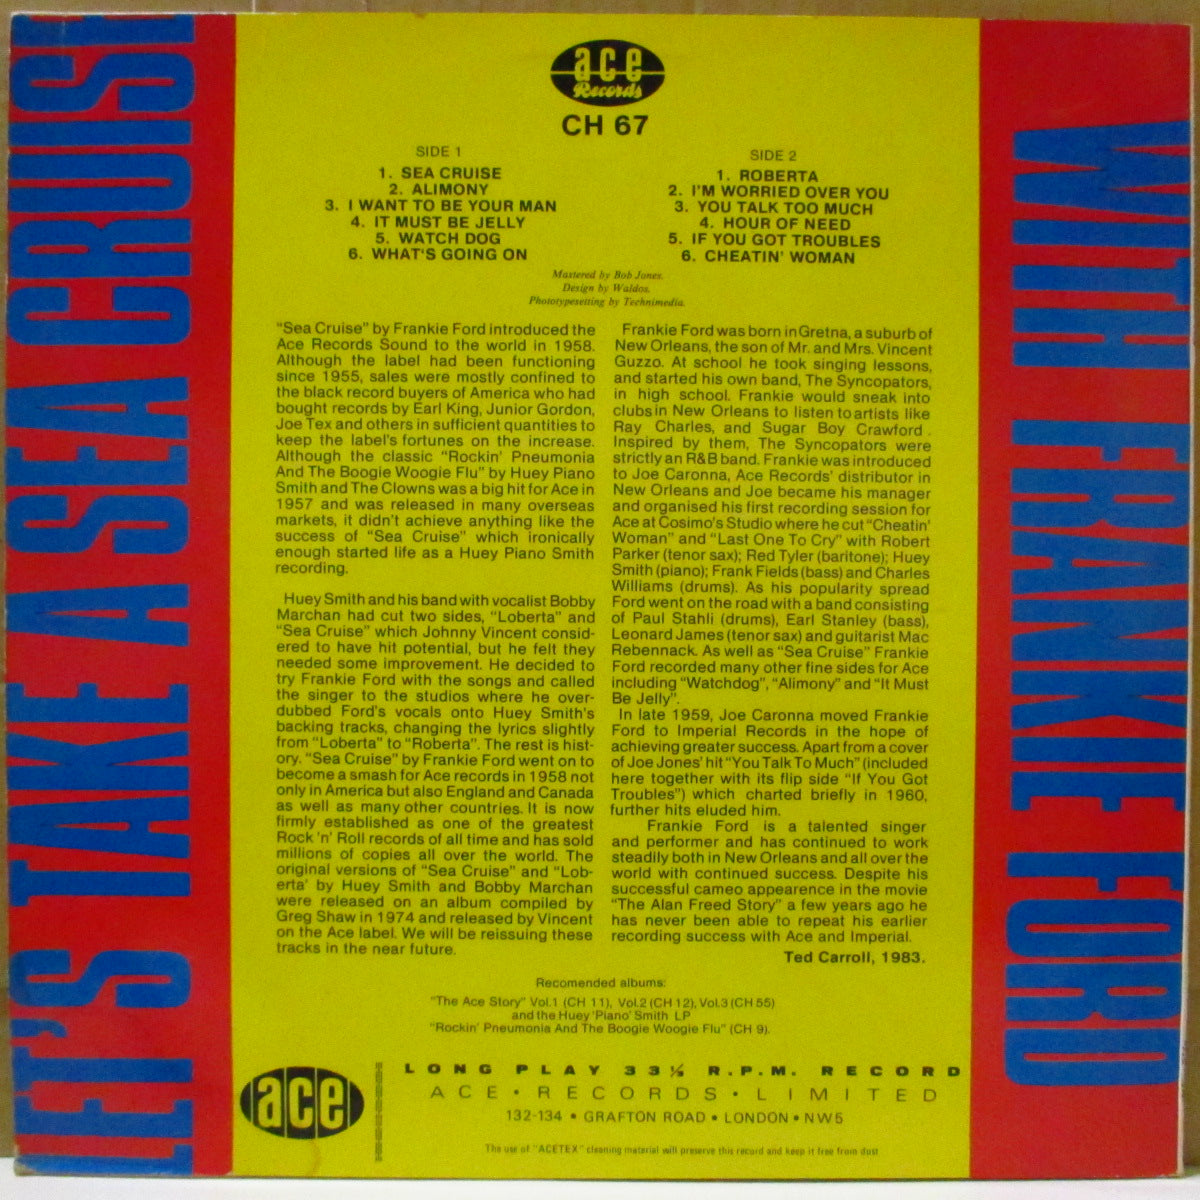 LET'S TAKE A SEA CRUISE
WITH FRANKIE FORD
ace
Records
CH 67
SIDE 1
1. SEA CRUISE
2. ALIMONY
3. I WANT TO BE YOUR MAN
4. IT MUST BE JELLY
5. WATCH DOG
6. WHAT'S GOING ON
SIDE 2
1. ROBERTA
2. I'M WORRIED OVER YOU
3. YOU TALK TOO MUCH
4. HOUR OF NEED
5. IF YOU GOT TROUBLES
6. CHEATIN' WOMAN
Mastered by Bob Jones.
Design by Waldos.
Phototypesetting by Technimedia.
"Sea Cruise" by Frankie Ford introduced the
Ace Records Sound to the world in 1958.
Although the label had been functioning
since 1955, sales were mostly confined to
the black record buyers of America who had
bought records by Earl King, Junior Gordon,
Joe Tex and others in sufficient quantities to
keep the label's fortunes on the increase.
Although the classic "Rockin' Pneumonia
And The Boogie Woogie Flu" by Huey Piano
Smith and The Clowns was a big hit for Ace in
1957 and was released in many overseas
markets, it didn't achieve anything like the
success of "Sea Cruise" which ironically
enough started life as a Huey Piano Smith
recording.
Huey Smith and his band with vocalist Bobby
Marchan had cut two sides, "Loberta" and
"Sea Cruise" which Johnny Vincent consid-
ered to have hit potential, but he felt they
needed some improvement. He decided to
try Frankie Ford with the songs and called
the singer to the studios where he over-
dubbed Ford's vocals onto Huey Smith's
backing tracks, changing the lyrics slightly
from "Loberta" to "Roberta". The rest is hist-
ory. "Sea Cruise" by Frankie Ford went on to
become a smash for Ace records in 1958 not
only in America but also England and Canada
as well as many other countries. It is now
firmly established as one of the greatest
Rock 'n' Roll records of all time and has sold
millions of copies all over the world. The
original versions of "Sea Cruise" and "Lob-
erta' by Huey Smith and Bobby Marchan
were released on an album compiled by
Greg Shaw in 1974 and released by Vincent
on the Ace label. We will be reissuing these
tracks in the near future.
Frankie Ford was born in Gretna, a suburb of
New Orleans, the son of Mr. and Mrs. Vincent
Guzzo. At school he took singing lessons,
and started his own band, The Syncopators,
in high school. Frankie would sneak into
clubs in New Orleans to listen to artists like
Ray Charles, and Sugar Boy Crawford.
Inspired by them, The Syncopators were
strictly an R&B band. Frankie was introduced
to Joe Caronna, Ace Records' distributor in
New Orleans and Joe became his manager
and organised his first recording session for
Ace at Cosimo's Studio where he cut "Cheatin'
Woman" and "Last One To Cry" with Robert
Parker (tenor sax); Red Tyler (baritone); Huey
Smith (piano); Frank Fields (bass) and Charles
Williams (drums). As his popularity spread
Ford went on the road with a band consisting
of Paul Stahli (drums), Earl Stanley (bass),
Leonard James (tenor sax) and guitarist Mac
Rebennack. As well as "Sea Cruise" Frankie
Ford recorded many other fine sides for Ace
including "Watchdog", "Alimony" and "It Must
Be Jelly".
In late 1959, Joe Caronna moved Frankie
Ford to Imperial Records in the hope of
achieving greater success. Apart from a cover
of Joe Jones' hit "You Talk To Much" (included
here together with its flip side "If You Got
Troubles") which charted briefly in 1960,
further hits eluded him.
Frankie Ford is a talented singer
and performer and has continued to work
steadily both in New Orleans and all over the
world with continued success. Despite his
successful cameo appearence in the movie
"The Alan Freed Story" a few years ago he
has never been able to repeat his earlier
recording success with Ace and Imperial.
Ted Carroll, 1983.
Recomended albums:
"The Ace Story" Vol.1 (CH 11), Vol.2 (CH 12), Vol.3 (CH 55)
and the Huey 'Piano' Smith LP
"Rockin' Pneumonia And The Boogie Woogie Flu" (CH 9).
ace
LONG PLAY 33⅓ R.P.M. RECORD
ACE • RECORDS • LIMITED
132-134 • GRAFTON ROAD • LONDON • NW5
The use of "ACETEX" cleaning material will preserve this record and keep it free from dust